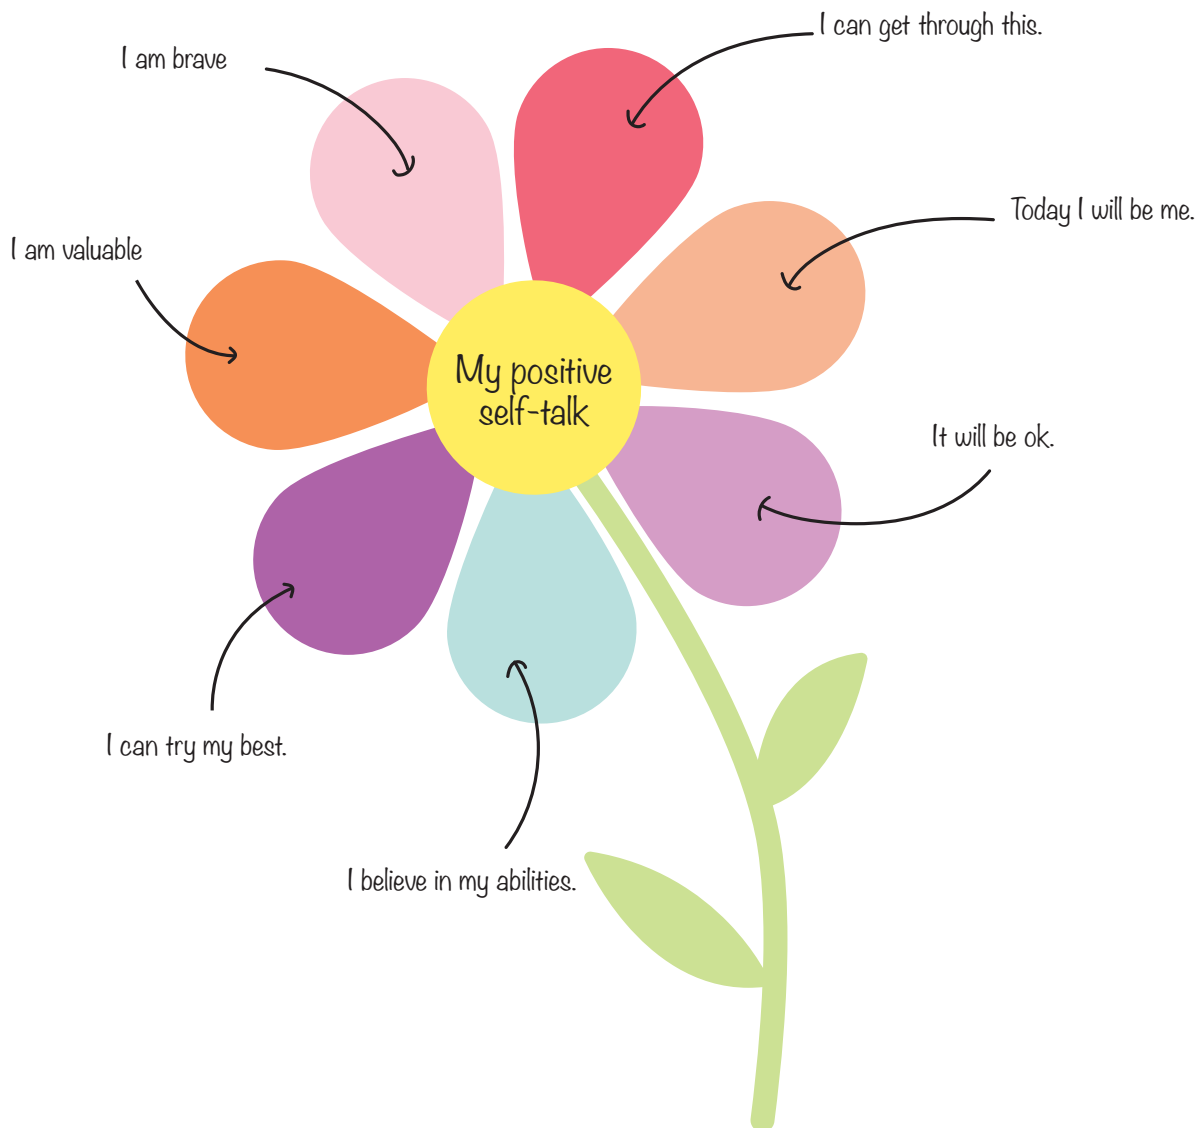 I can get through this.
I am brave
Today I will be me.
I am valuable
My positive
self-talk
It will be ok.
I can try my best.
I believe in my abilities.